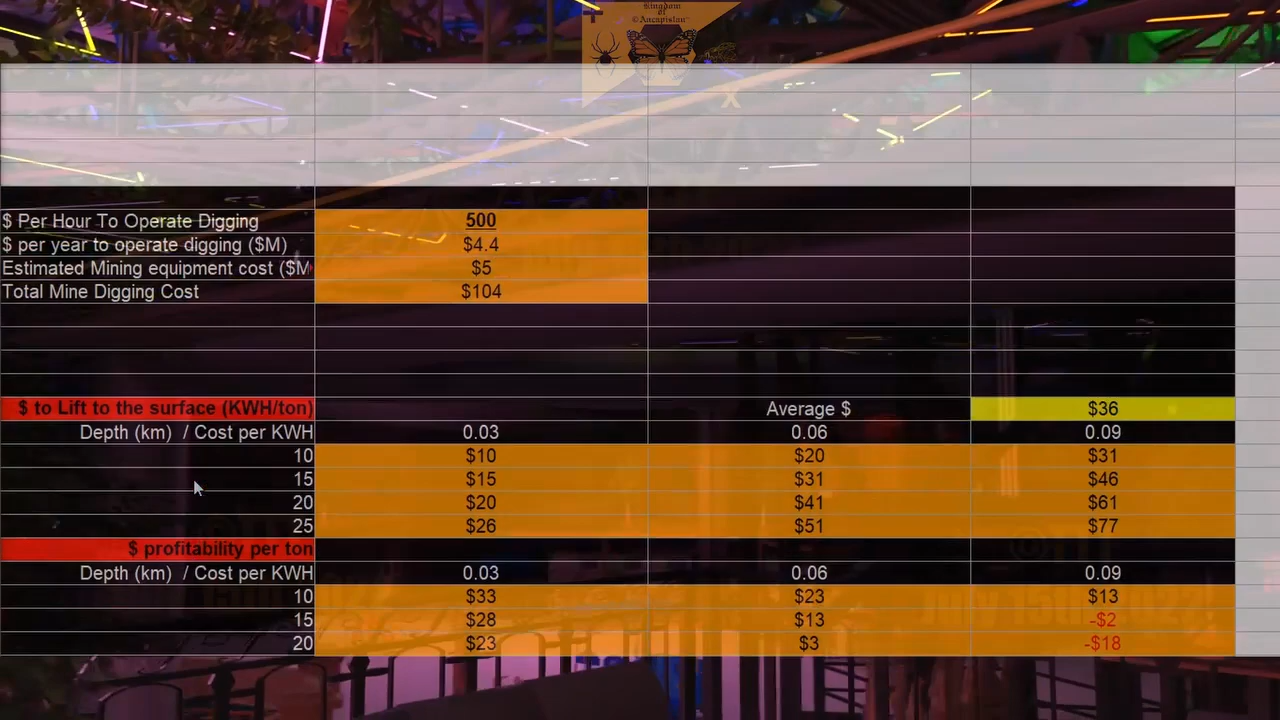 Kingdom
of
©Ancapistan™
$ Per Hour To Operate Digging 500
$ per year to operate digging ($M) $4.4
Estimated Mining equipment cost ($M $5
Total Mine Digging Cost $104
$ to Lift to the surface (KWH/ton) Average $ $36
Depth (km) / Cost per KWH 0.03 0.06 0.09
10 $10 $20 $31
15 $15 $31 $46
20 $20 $41 $61
25 $26 $51 $77
$ profitability per ton
Depth (km) / Cost per KWH 0.03 0.06 0.09
10 $33 $23 $13
15 $28 $13 -$2
20 $23 $3 -$18